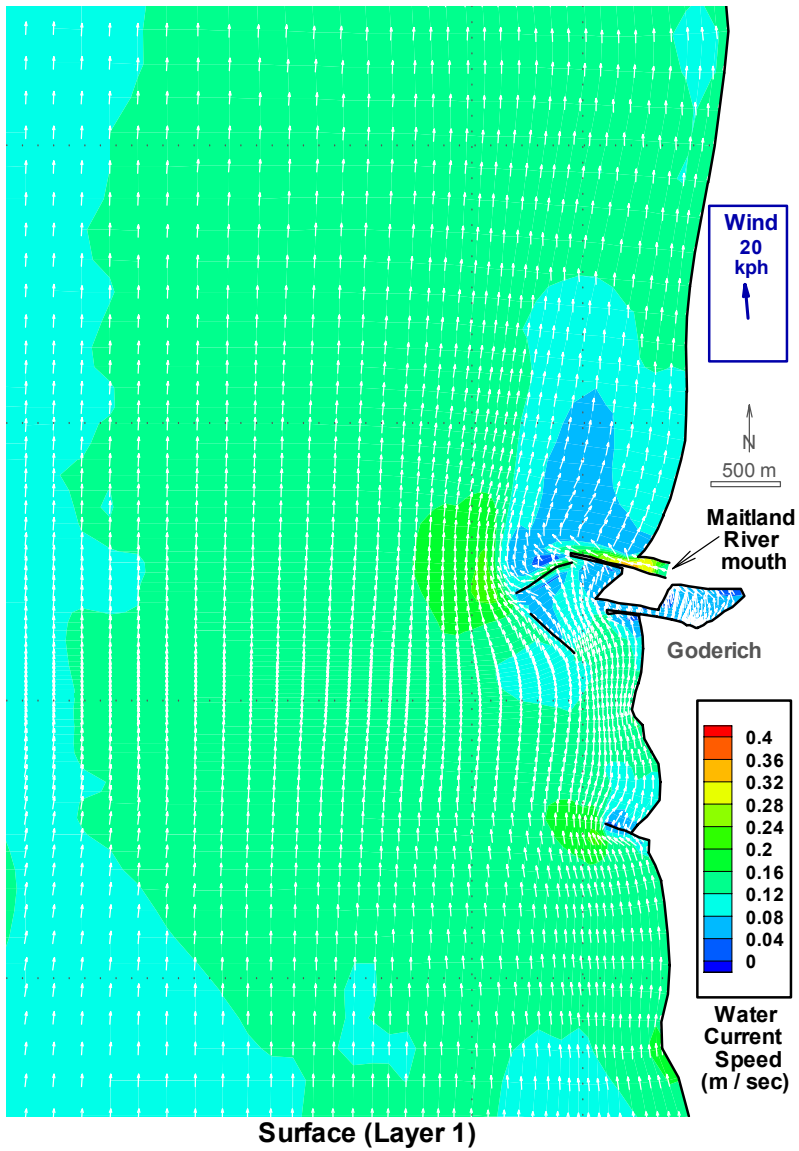 Wind
20
kph
N
500 m
Maitland
River
mouth
Goderich
0.4
0.36
0.32
0.28
0.24
0.2
0.16
0.12
0.08
0.04
0
Water
Current
Speed
(m / sec)
Surface (Layer 1)